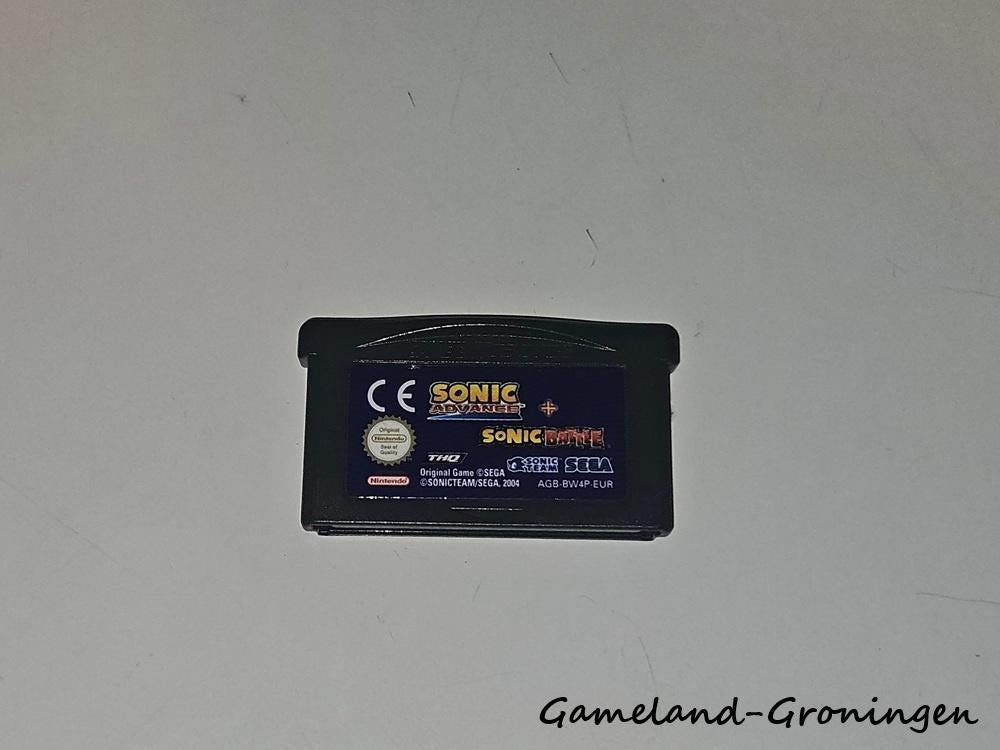 CE
SONIC
ADVANCE™
+
SONIC BATTLE
Original
Nintendo
Seal of
Quality
THQ
SONIC
TEAM
SEGA
Nintendo
Original Game ©SEGA
©SONICTEAM/SEGA, 2004
AGB-BW4P-EUR
Gameland-Groningen